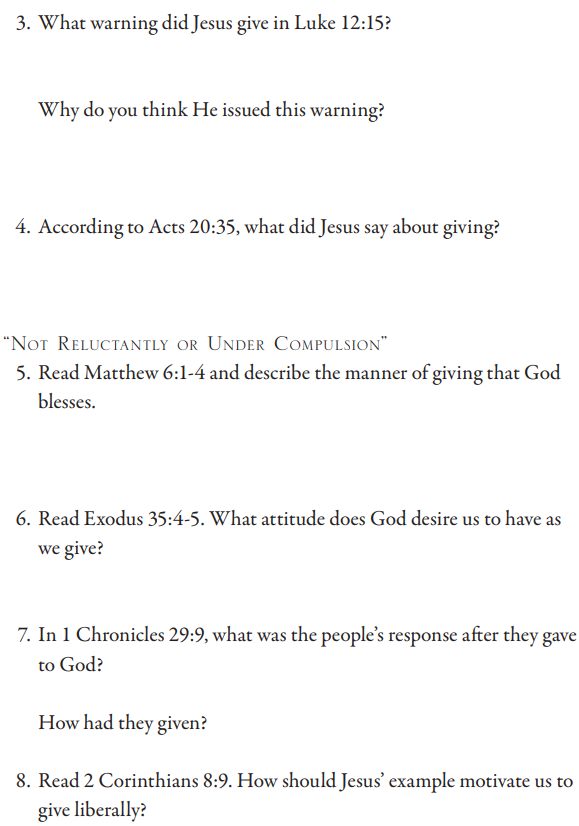 3. What warning did Jesus give in Luke 12:15?
Why do you think He issued this warning?
4. According to Acts 20:35, what did Jesus say about giving?
“Not Reluctantly or Under Compulsion”
5. Read Matthew 6:1-4 and describe the manner of giving that God
blesses.
6. Read Exodus 35:4-5. What attitude does God desire us to have as
we give?
7. In 1 Chronicles 29:9, what was the people’s response after they gave
to God?
How had they given?
8. Read 2 Corinthians 8:9. How should Jesus’ example motivate us to
give liberally?